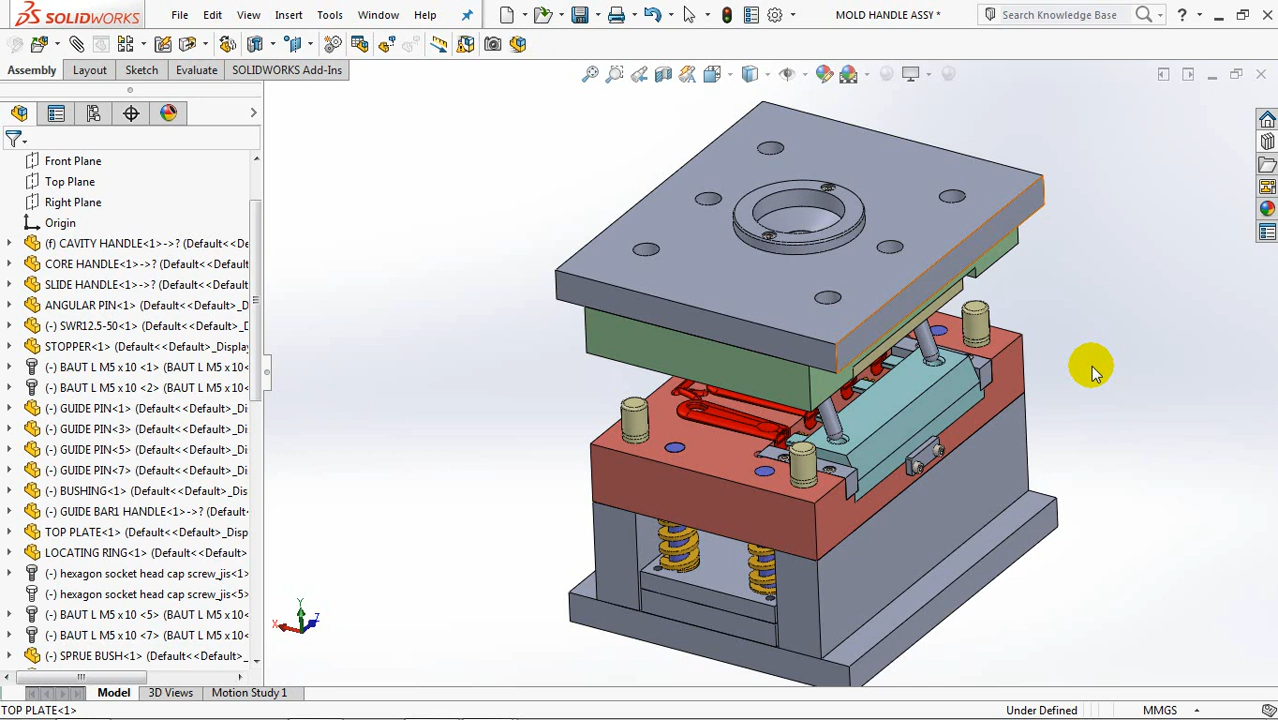 SOLIDWORKS
File Edit View Insert Tools Window Help
MOLD HANDLE ASSY *
Search Knowledge Base
?
Assembly Layout Sketch Evaluate SOLIDWORKS Add-Ins
Front Plane
Top Plane
Right Plane
Origin
(f) CAVITY HANDLE<1>->? (Default<<De
CORE HANDLE<1>->? (Default<<Defau
SLIDE HANDLE<1>->? (Default<<Defau
ANGULAR PIN<1> (Default<<Default>_D
(-) SWR12.5-50<1> (Default<<Default>
STOPPER<1> (Default<<Default>_Display
(-) BAUT L M5 x 10 <1> (BAUT L M5 x 10
(-) BAUT L M5 x 10 <2> (BAUT L M5 x 10
(-) GUIDE PIN<1> (Default<<Default>_Di
(-) GUIDE PIN<3> (Default<<Default>_Di
(-) GUIDE PIN<5> (Default<<Default>_Di
(-) GUIDE PIN<7> (Default<<Default>_Di
(-) BUSHING<1> (Default<<Default>_Dis
(-) GUIDE BAR1 HANDLE<1>->? (Default
TOP PLATE<1> (Default<<Default>_Displ
LOCATING RING<1> (Default<<Default>
(-) hexagon socket head cap screw_jis<1>
(-) hexagon socket head cap screw_jis<5>
(-) BAUT L M5 x 10 <5> (BAUT L M5 x 10
(-) BAUT L M5 x 10 <7> (BAUT L M5 x 10
(-) SPRUE BUSH<1> (Default<<Default>
Y
X
Z
Model 3D Views Motion Study 1
TOP PLATE<1>
Under Defined
MMGS